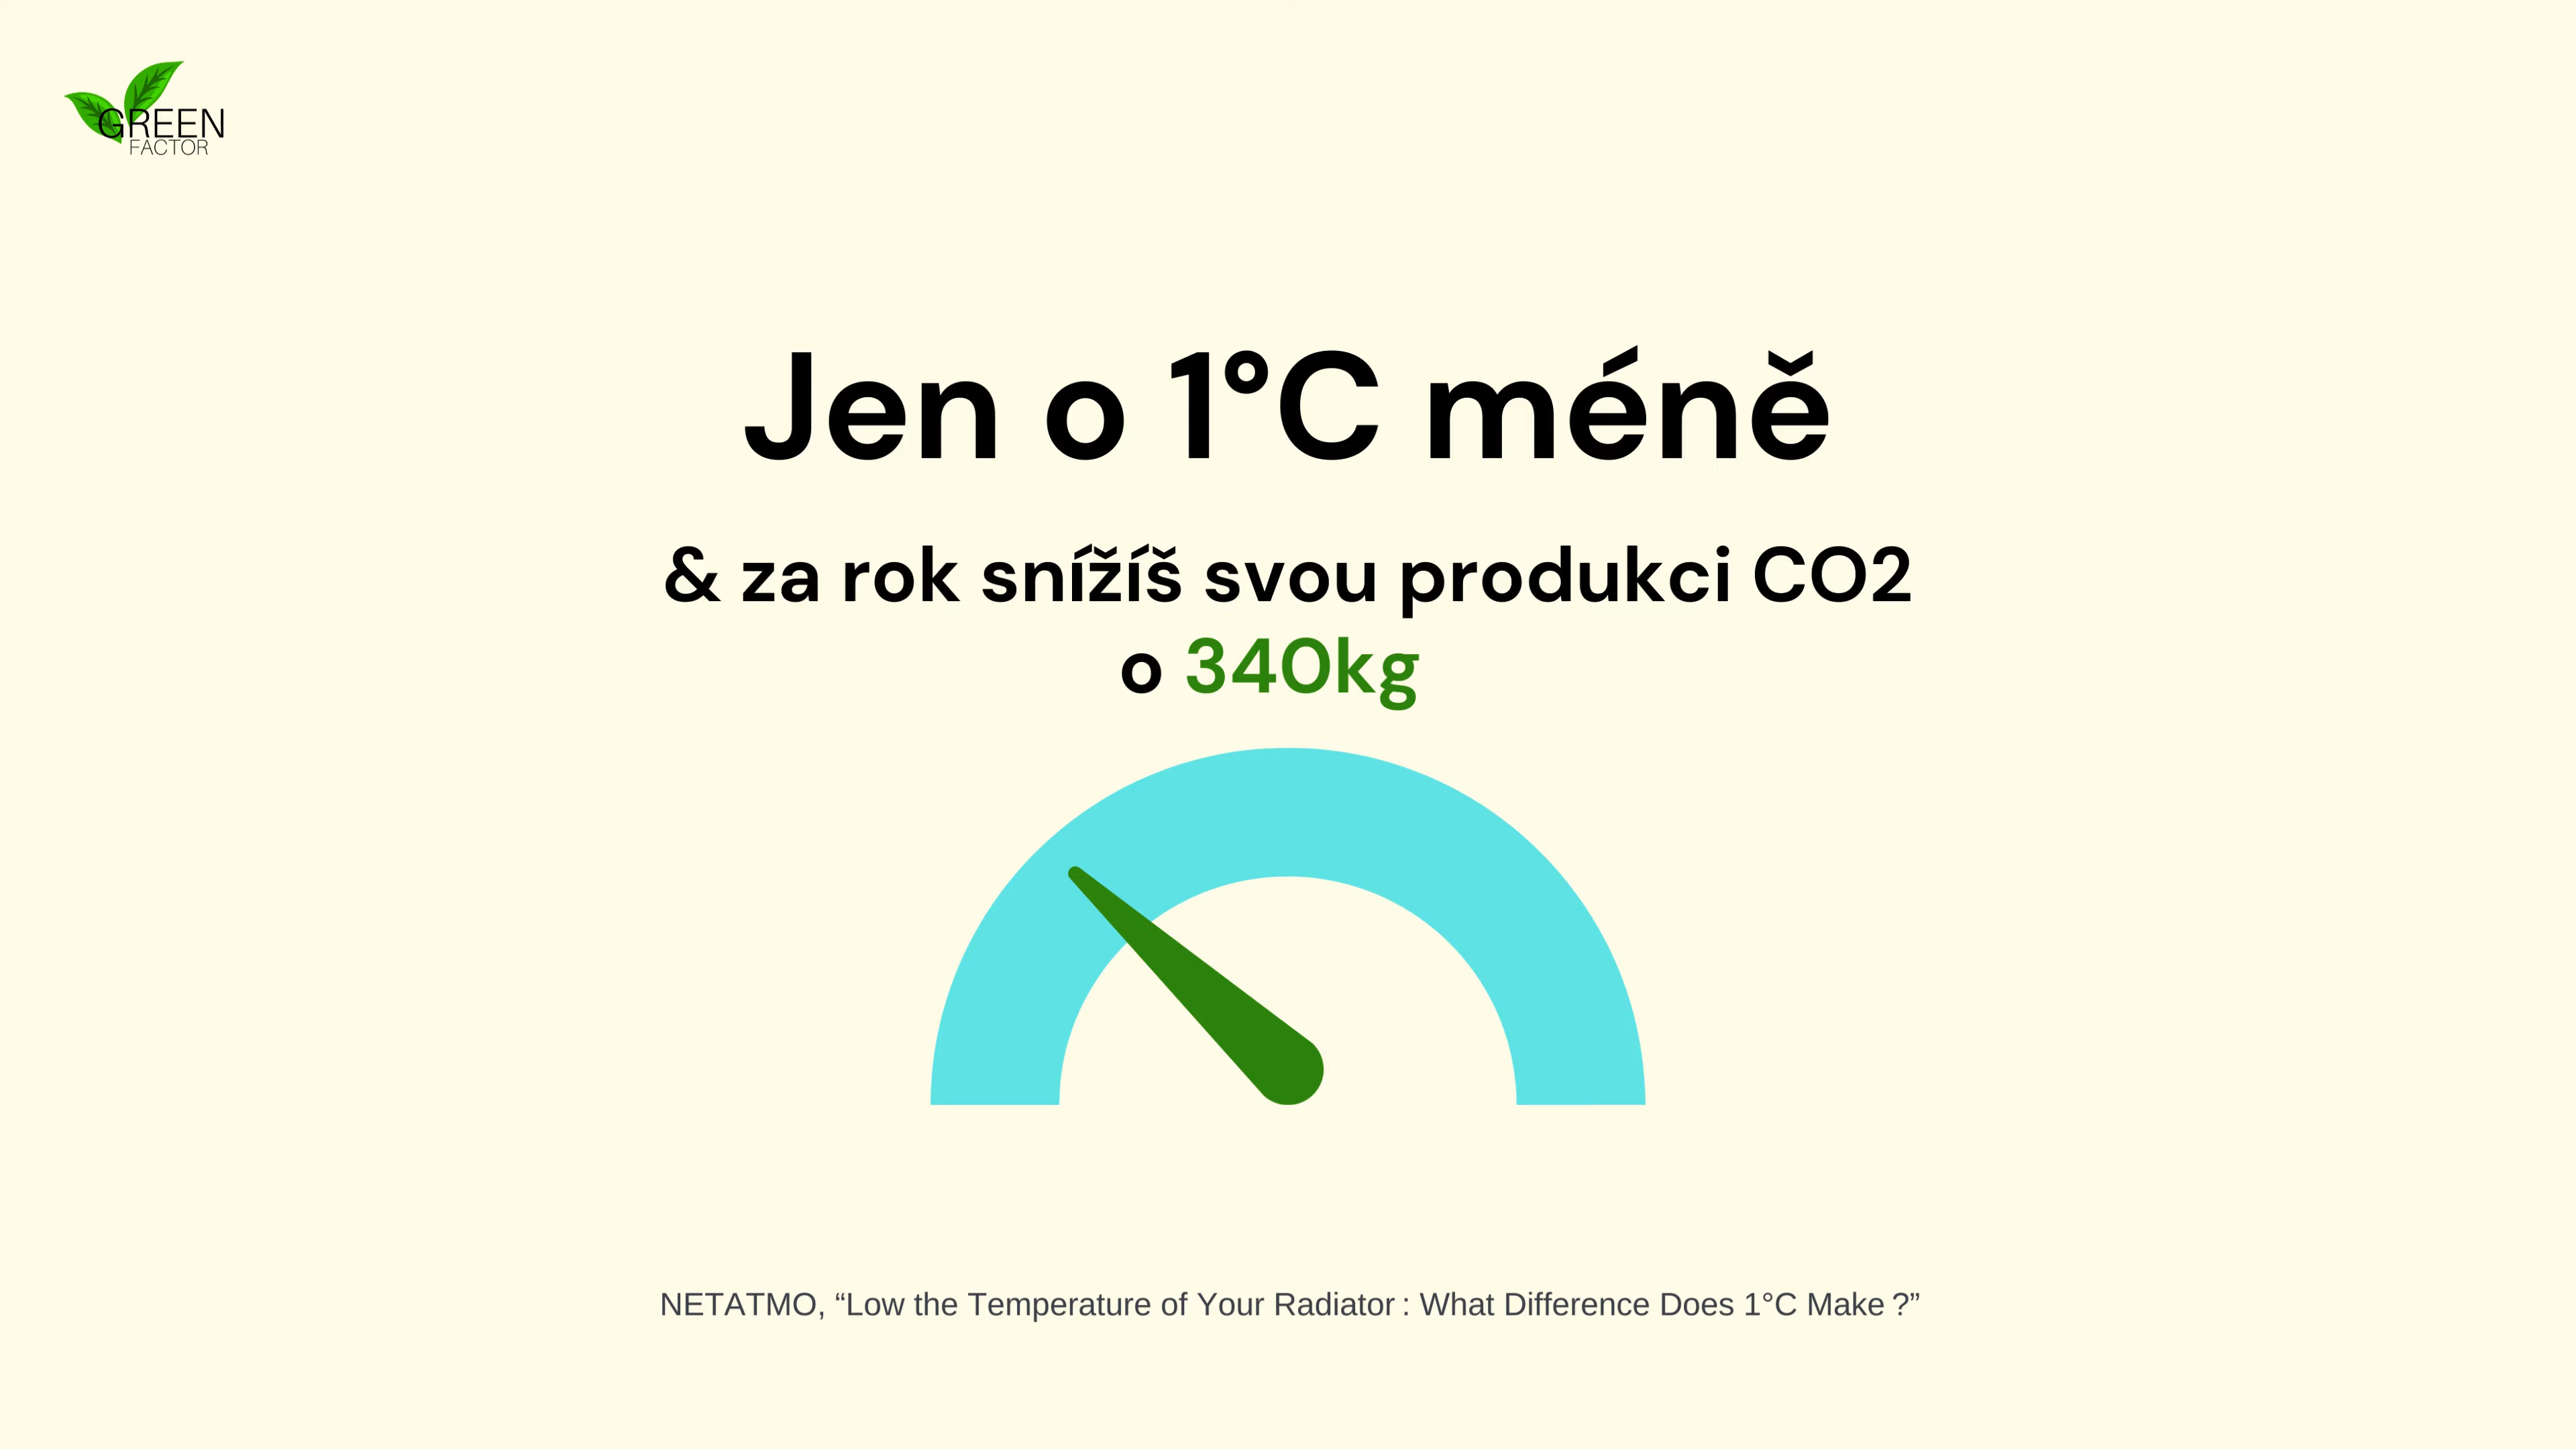 GREEN
FACTOR
Jen o 1°C méně
& za rok snížíš svou produkci CO2
o 340kg
NETATMO, “Low the Temperature of Your Radiator : What Difference Does 1°C Make ?”